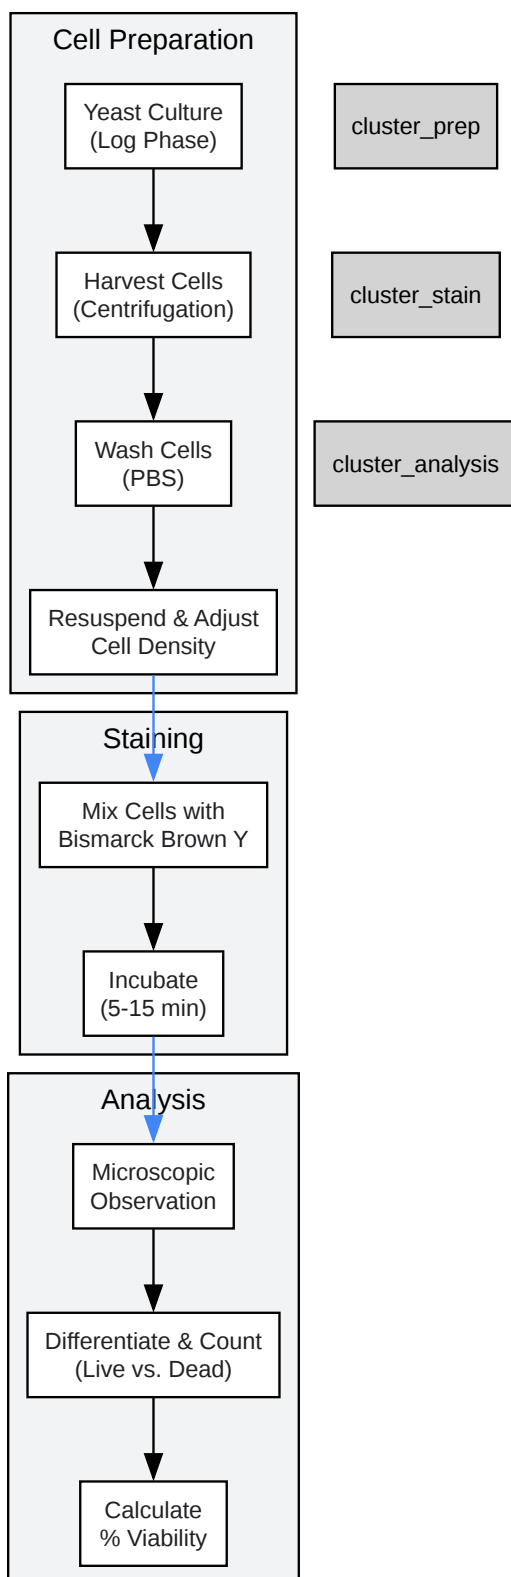 Cell Preparation
Yeast Culture
(Log Phase)
cluster_prep
Harvest Cells
(Centrifugation)
cluster_stain
Wash Cells
(PBS)
cluster_analysis
Resuspend & Adjust
Cell Density
Staining
Mix Cells with
Bismarck Brown Y
Incubate
(5-15 min)
Analysis
Microscopic
Observation
Differentiate & Count
(Live vs. Dead)
Calculate
% Viability